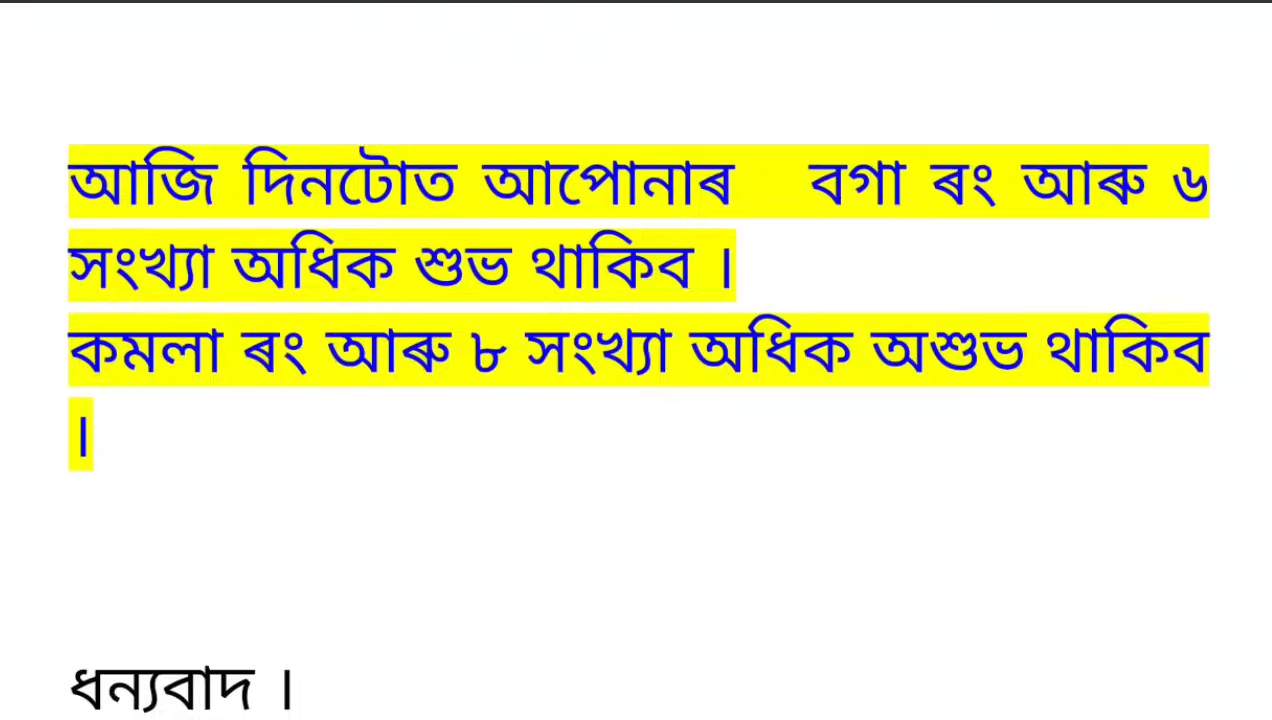 আজি দিনটোত আপোনাৰ বগা ৰং আৰু ৬
সংখ্যা অধিক শুভ থাকিব ।
কমলা ৰং আৰু ৮ সংখ্যা অধিক অশুভ থাকিব
।
ধন্যবাদ ।